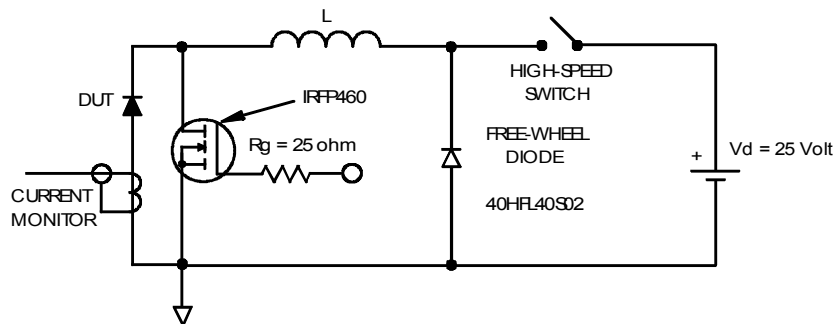 L
HIGH-SPEED
SWITCH
DUT
IRFP460
Rg = 25 ohm
FREE-WHEEL
DIODE
40HFL40S02
+
Vd = 25 Volt
CURRENT
MONITOR